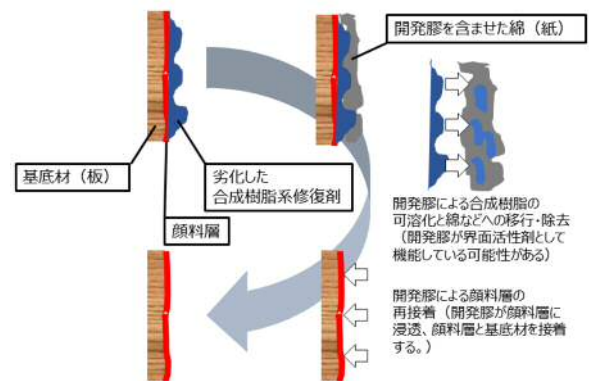 開発膠を含ませた綿（紙）
基底材（板）
劣化した
合成樹脂系修復剤
顔料層
開発膠による合成樹脂の
可溶化と綿などへの移行・除去
（開発膠が界面活性剤として
機能している可能性がある）
開発膠による顔料層の
再接着（開発膠が顔料層に
浸透、顔料層と基底材を接着
する。）